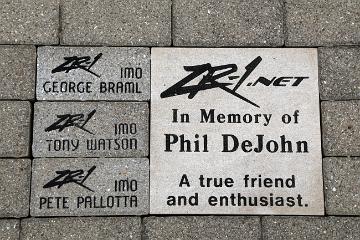 ZR-1 IMO
GEORGE BRAML
ZR-1 IMO
TONY WATSON
ZR-1 IMO
PETE PALLOTTA
ZR-1.NET
In Memory of
Phil DeJohn
A true friend
and enthusiast.